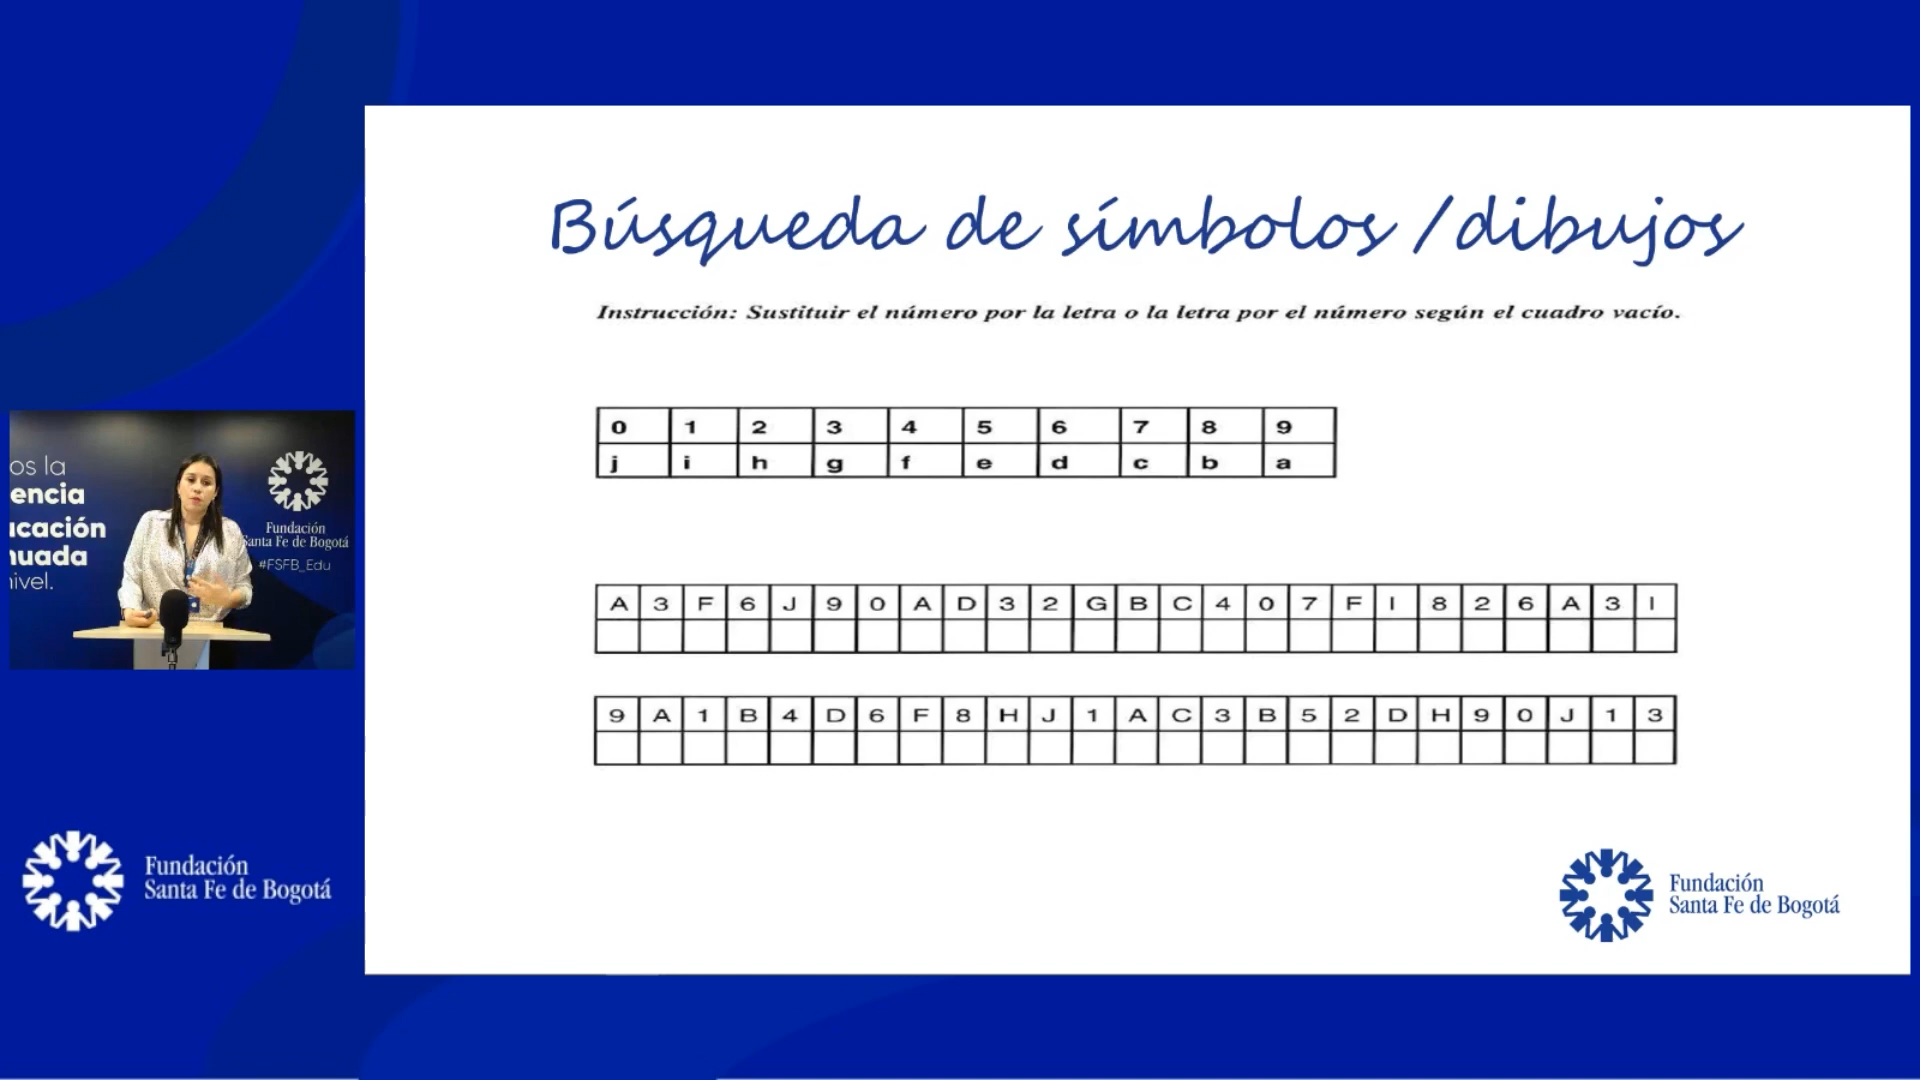 Búsqueda de símbolos /dibujos
Instrucción: Sustituir el número por la letra o la letra por el número según el cuadro vacío.
0 1 2 3 4 5 6 7 8 9
j i h g f e d c b a
A 3 F 6 J 9 0 A D 3 2 G B C 4 0 7 F I 8 2 6 A 3 I
9 A 1 B 4 D 6 F 8 H J 1 A C 3 B 5 2 D H 9 0 J 1 3
os la
encia
ucación
nuada
nivel.
Fundación
Santa Fe de Bogotá
#FSFB_Edu
Fundación
Santa Fe de Bogotá
Fundación
Santa Fe de Bogotá